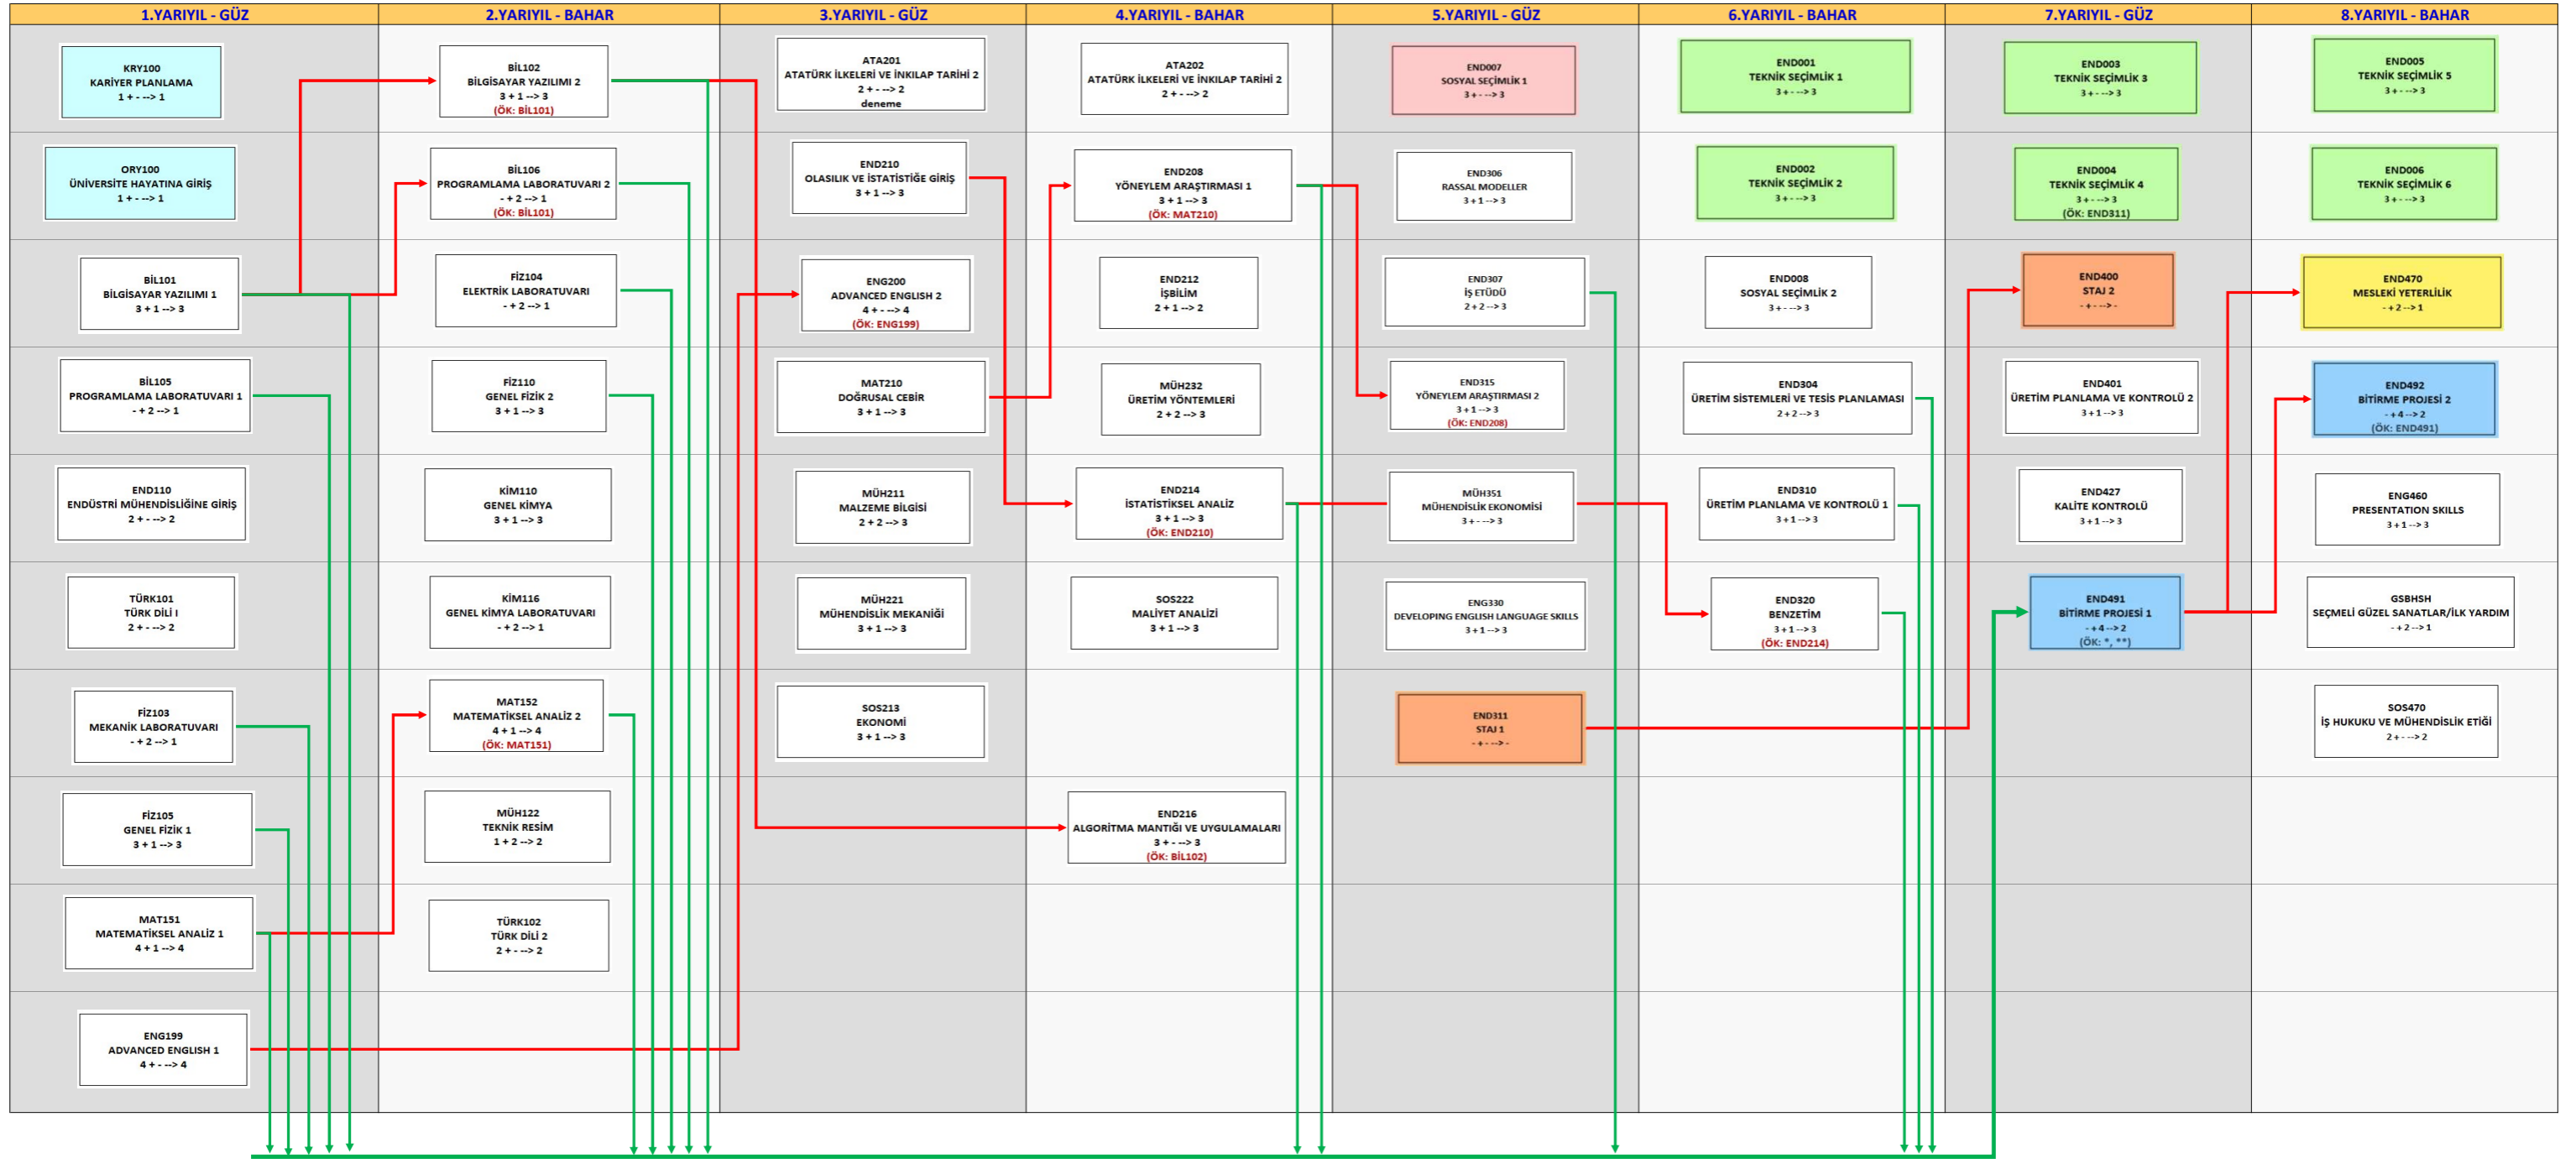 1.YARIYIL - GÜZ
KRY100
KARİYER PLANLAMA
1 + - --> 1
ORY100
ÜNİVERSİTE HAYATINA GİRİŞ
1 + - --> 1
BİL101
BİLGİSAYAR YAZILIMI 1
3 + 1 --> 3
BİL105
PROGRAMLAMA LABORATUVARI 1
- + 2 --> 1
END110
ENDÜSTRİ MÜHENDİSLİĞİNE GİRİŞ
2 + - --> 2
TÜRK101
TÜRK DİLİ I
2 + - --> 2
FİZ103
MEKANİK LABORATUVARI
- + 2 --> 1
FİZ105
GENEL FİZİK 1
3 + 1 --> 3
MAT151
MATEMATİKSEL ANALİZ 1
4 + 1 --> 4
ENG199
ADVANCED ENGLISH 1
4 + - --> 4
2.YARIYIL - BAHAR
BİL102
BİLGİSAYAR YAZILIMI 2
3 + 1 --> 3
(ÖK: BİL101)
BİL106
PROGRAMLAMA LABORATUVARI 2
- + 2 --> 1
(ÖK: BİL101)
FİZ104
ELEKTRİK LABORATUVARI
- + 2 --> 1
FİZ110
GENEL FİZİK 2
3 + 1 --> 3
KİM110
GENEL KİMYA
3 + 1 --> 3
KİM116
GENEL KİMYA LABORATUVARI
- + 2 --> 1
MAT152
MATEMATİKSEL ANALİZ 2
4 + 1 --> 4
(ÖK: MAT151)
MÜH122
TEKNİK RESİM
1 + 2 --> 2
TÜRK102
TÜRK DİLİ 2
2 + - --> 2
3.YARIYIL - GÜZ
ATA201
ATATÜRK İLKELERİ VE İNKILAP TARİHİ 2
2 + - --> 2
deneme
END210
OLASILIK VE İSTATİSTİĞE GİRİŞ
3 + 1 --> 3
ENG200
ADVANCED ENGLISH 2
4 + - --> 4
(ÖK: ENG199)
MAT210
DOĞRUSAL CEBİR
3 + 1 --> 3
MÜH211
MALZEME BİLGİSİ
2 + 2 --> 3
MÜH221
MÜHENDİSLİK MEKANİĞİ
3 + 1 --> 3
SOS213
EKONOMİ
3 + 1 --> 3
4.YARIYIL - BAHAR
ATA202
ATATÜRK İLKELERİ VE İNKILAP TARİHİ 2
2 + - --> 2
END208
YÖNEYLEM ARAŞTIRMASI 1
3 + 1 --> 3
(ÖK: MAT210)
END212
İŞBİLİM
2 + 1 --> 2
MÜH232
ÜRETİM YÖNTEMLERİ
2 + 2 --> 3
END214
İSTATİSTİKSEL ANALİZ
3 + 1 --> 3
(ÖK: END210)
SOS222
MALİYET ANALİZİ
3 + 1 --> 3
END216
ALGORİTMA MANTIĞI VE UYGULAMALARI
3 + - --> 3
(ÖK: BİL102)
5.YARIYIL - GÜZ
END007
SOSYAL SEÇİMLİK 1
3 + - --> 3
END306
RASSAL MODELLER
3 + 1 --> 3
END307
İŞ ETÜDÜ
2 + 2 --> 3
END315
YÖNEYLEM ARAŞTIRMASI 2
3 + 1 --> 3
(ÖK: END208)
MÜH351
MÜHENDİSLİK EKONOMİSİ
3 + - --> 3
ENG330
DEVELOPING ENGLISH LANGUAGE SKILLS
3 + 1 --> 3
END311
STAJ 1
- + - --> -
6.YARIYIL - BAHAR
END001
TEKNİK SEÇİMLİK 1
3 + - --> 3
END002
TEKNİK SEÇİMLİK 2
3 + - --> 3
END008
SOSYAL SEÇİMLİK 2
3 + - --> 3
END304
ÜRETİM SİSTEMLERİ VE TESİS PLANLAMASI
2 + 2 --> 3
END310
ÜRETİM PLANLAMA VE KONTROLÜ 1
3 + 1 --> 3
END320
BENZETİM
3 + 1 --> 3
(ÖK: END214)
7.YARIYIL - GÜZ
END003
TEKNİK SEÇİMLİK 3
3 + - --> 3
END004
TEKNİK SEÇİMLİK 4
3 + - --> 3
(ÖK: END311)
END400
STAJ 2
- + - --> -
END401
ÜRETİM PLANLAMA VE KONTROLÜ 2
3 + 1 --> 3
END427
KALİTE KONTROLÜ
3 + 1 --> 3
END491
BİTİRME PROJESİ 1
- + 4 --> 2
(ÖK: *, **)
8.YARIYIL - BAHAR
END005
TEKNİK SEÇİMLİK 5
3 + - --> 3
END006
TEKNİK SEÇİMLİK 6
3 + - --> 3
END470
MESLEKİ YETERLİLİK
- + 2 --> 1
END492
BİTİRME PROJESİ 2
- + 4 --> 2
(ÖK: END491)
ENG460
PRESENTATION SKILLS
3 + 1 --> 3
GSBHSH
SEÇMELİ GÜZEL SANATLAR/İLK YARDIM
- + 2 --> 1
SOS470
İŞ HUKUKU VE MÜHENDİSLİK ETİĞİ
2 + - --> 2